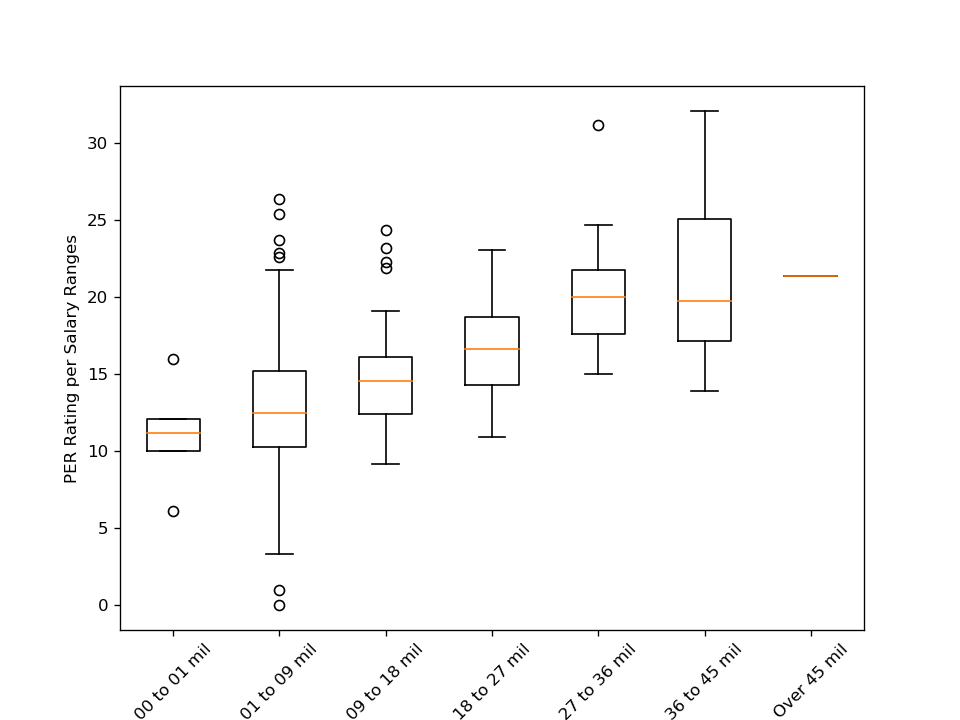 PER Rating per Salary Ranges
30
25
20
15
10
5
0
00 to 01 mil
01 to 09 mil
09 to 18 mil
18 to 27 mil
27 to 36 mil
36 to 45 mil
Over 45 mil